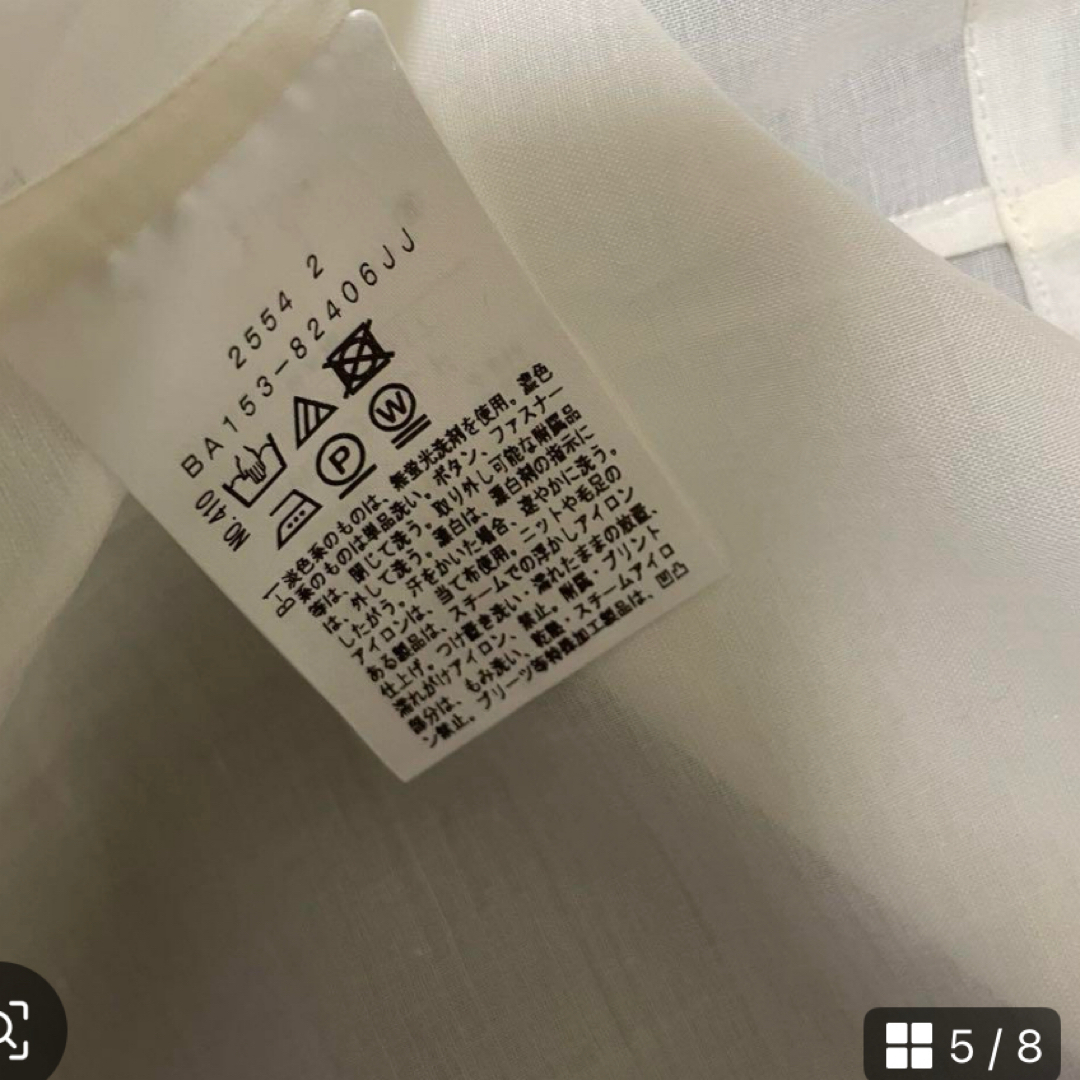 2554 2
BA153-82406JJ
NO.410
P
W
淡色系のものは、無蛍光洗剤を使用。濃色
系のものは単品洗い。ボタン、ファスナー
等は、閉じて洗う。取り外し可能な附属品
は、外して洗う。漂白は、漂白剤の指示に
したがう。汗をかいた場合、速やかに洗う。
アイロンは、当て布使用。ニットや毛足の
ある製品は、スチームでの浮かしアイロン
仕上げ。つけ置き洗い・濡れたままの放置、
濡れがけアイロン、禁止。附属・プリント
部分は、もみ洗い、乾熱・スチームアイロ
ン禁止。プリーツ等特殊加工製品は、凹凸
5 / 8